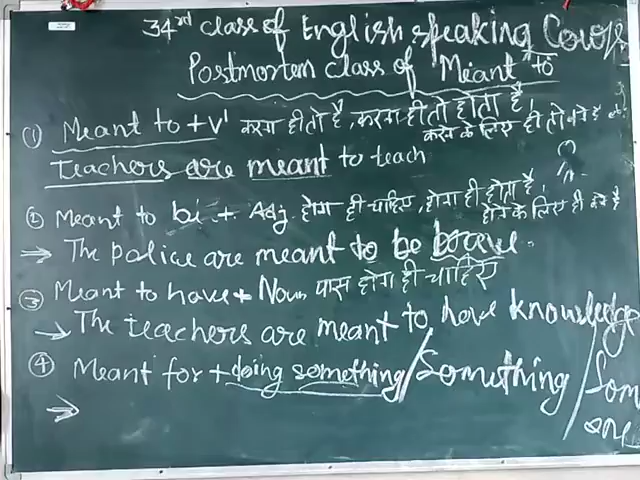 34rd class of English speaking Course
Postmortem class of "Meant to
① Meant to + v¹ करना ही तो है, करना ही तो होता है,
करने के लिए ही तो बने है
Teachers are meant to teach
② Meant to be + Adj. होना ही चाहिए, होना ही होता है,
होने के लिए ही बने है
⇒ The police are meant to be brave.
③ Meant to have + Noun पास होना ही चाहिए
→ The teachers are meant to have knowledge
④ Meant for + doing something/Something/Som
one
⇒